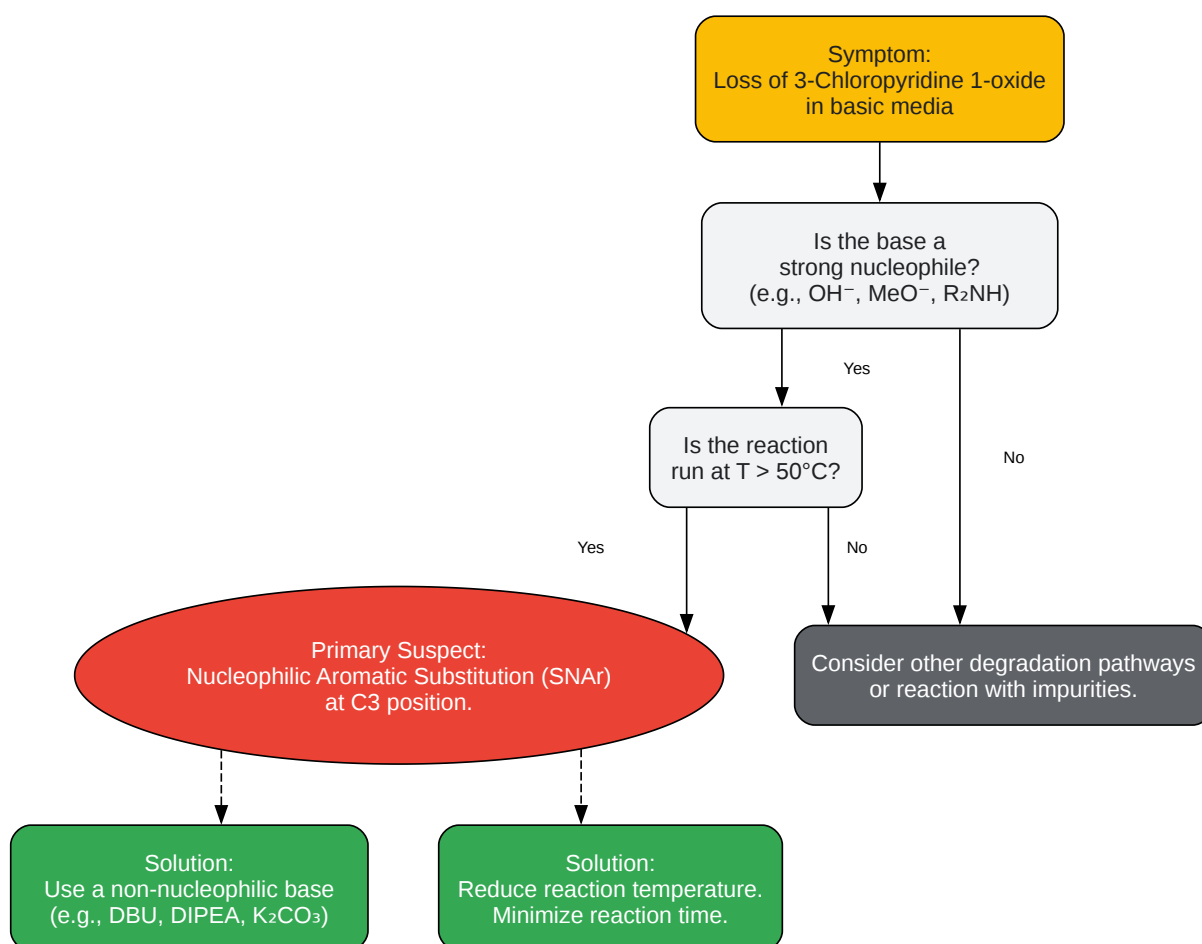 Symptom:
Loss of 3-Chloropyridine 1-oxide
in basic media
Is the base a
strong nucleophile?
(e.g., OH⁻, MeO⁻, R₂NH)
Yes
No
Is the reaction
run at T > 50°C?
Yes
No
Primary Suspect:
Nucleophilic Aromatic Substitution (SNAr)
at C3 position.
Consider other degradation pathways
or reaction with impurities.
Solution:
Use a non-nucleophilic base
(e.g., DBU, DIPEA, K₂CO₃)
Solution:
Reduce reaction temperature.
Minimize reaction time.